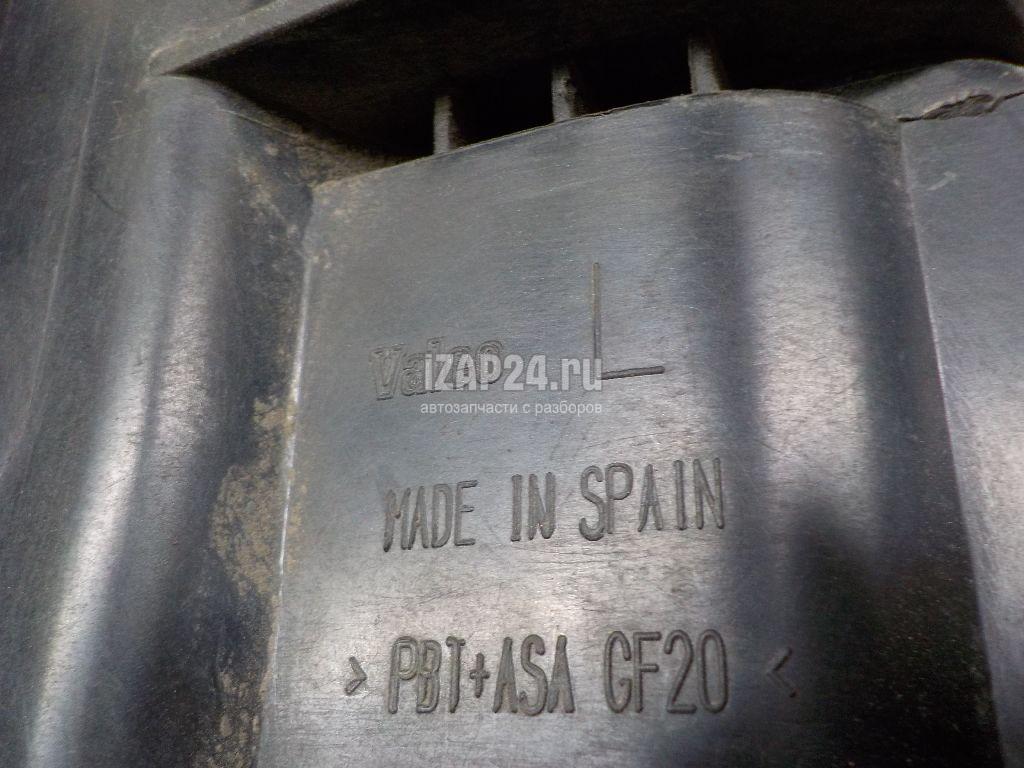 Valeo L
iZAP24.ru
автозапчасти с разборов
MADE IN SPAIN
>PBT+ASA GF20<